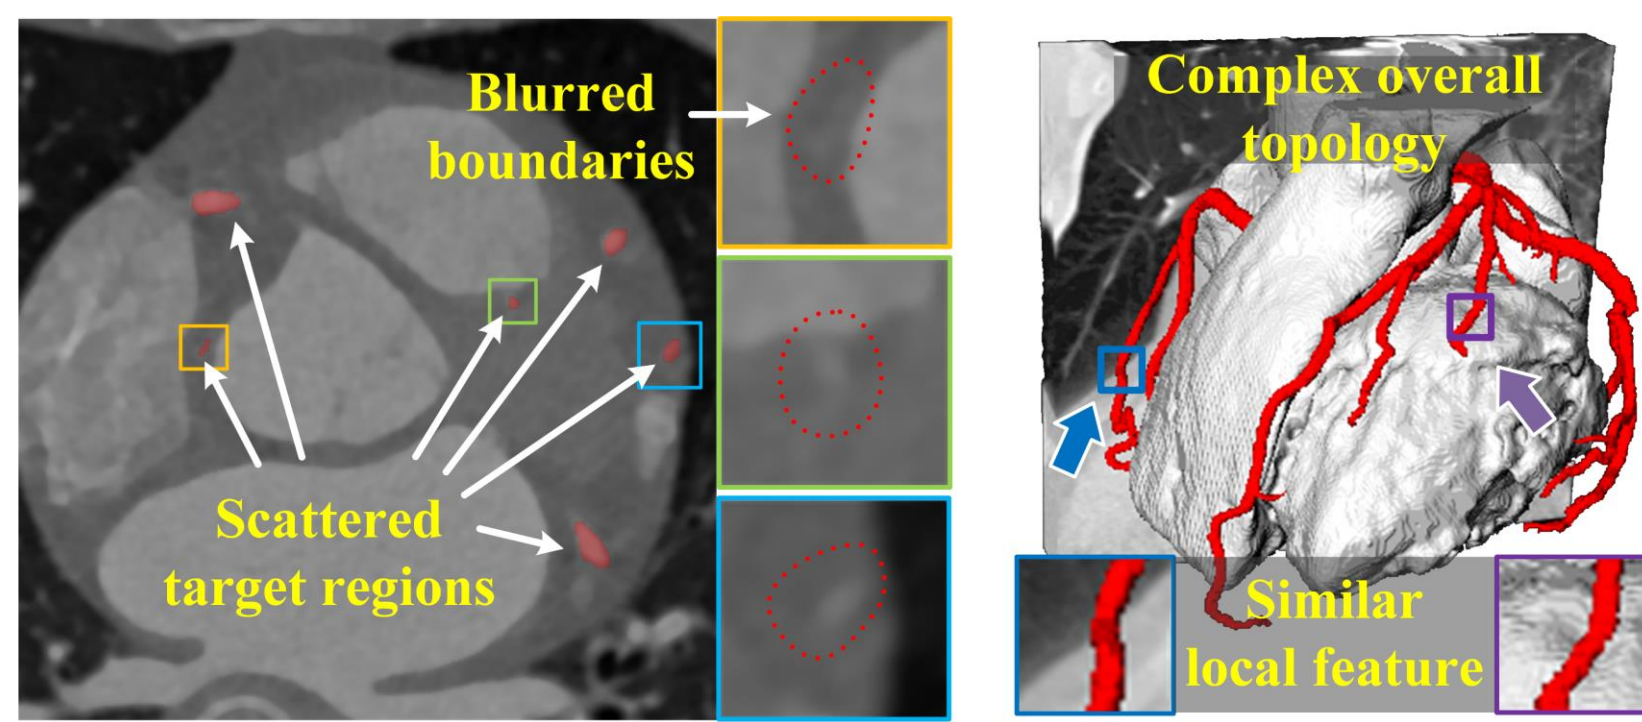 Blurred
boundaries
Scattered
target regions
Complex overall
topology
Similar
local feature